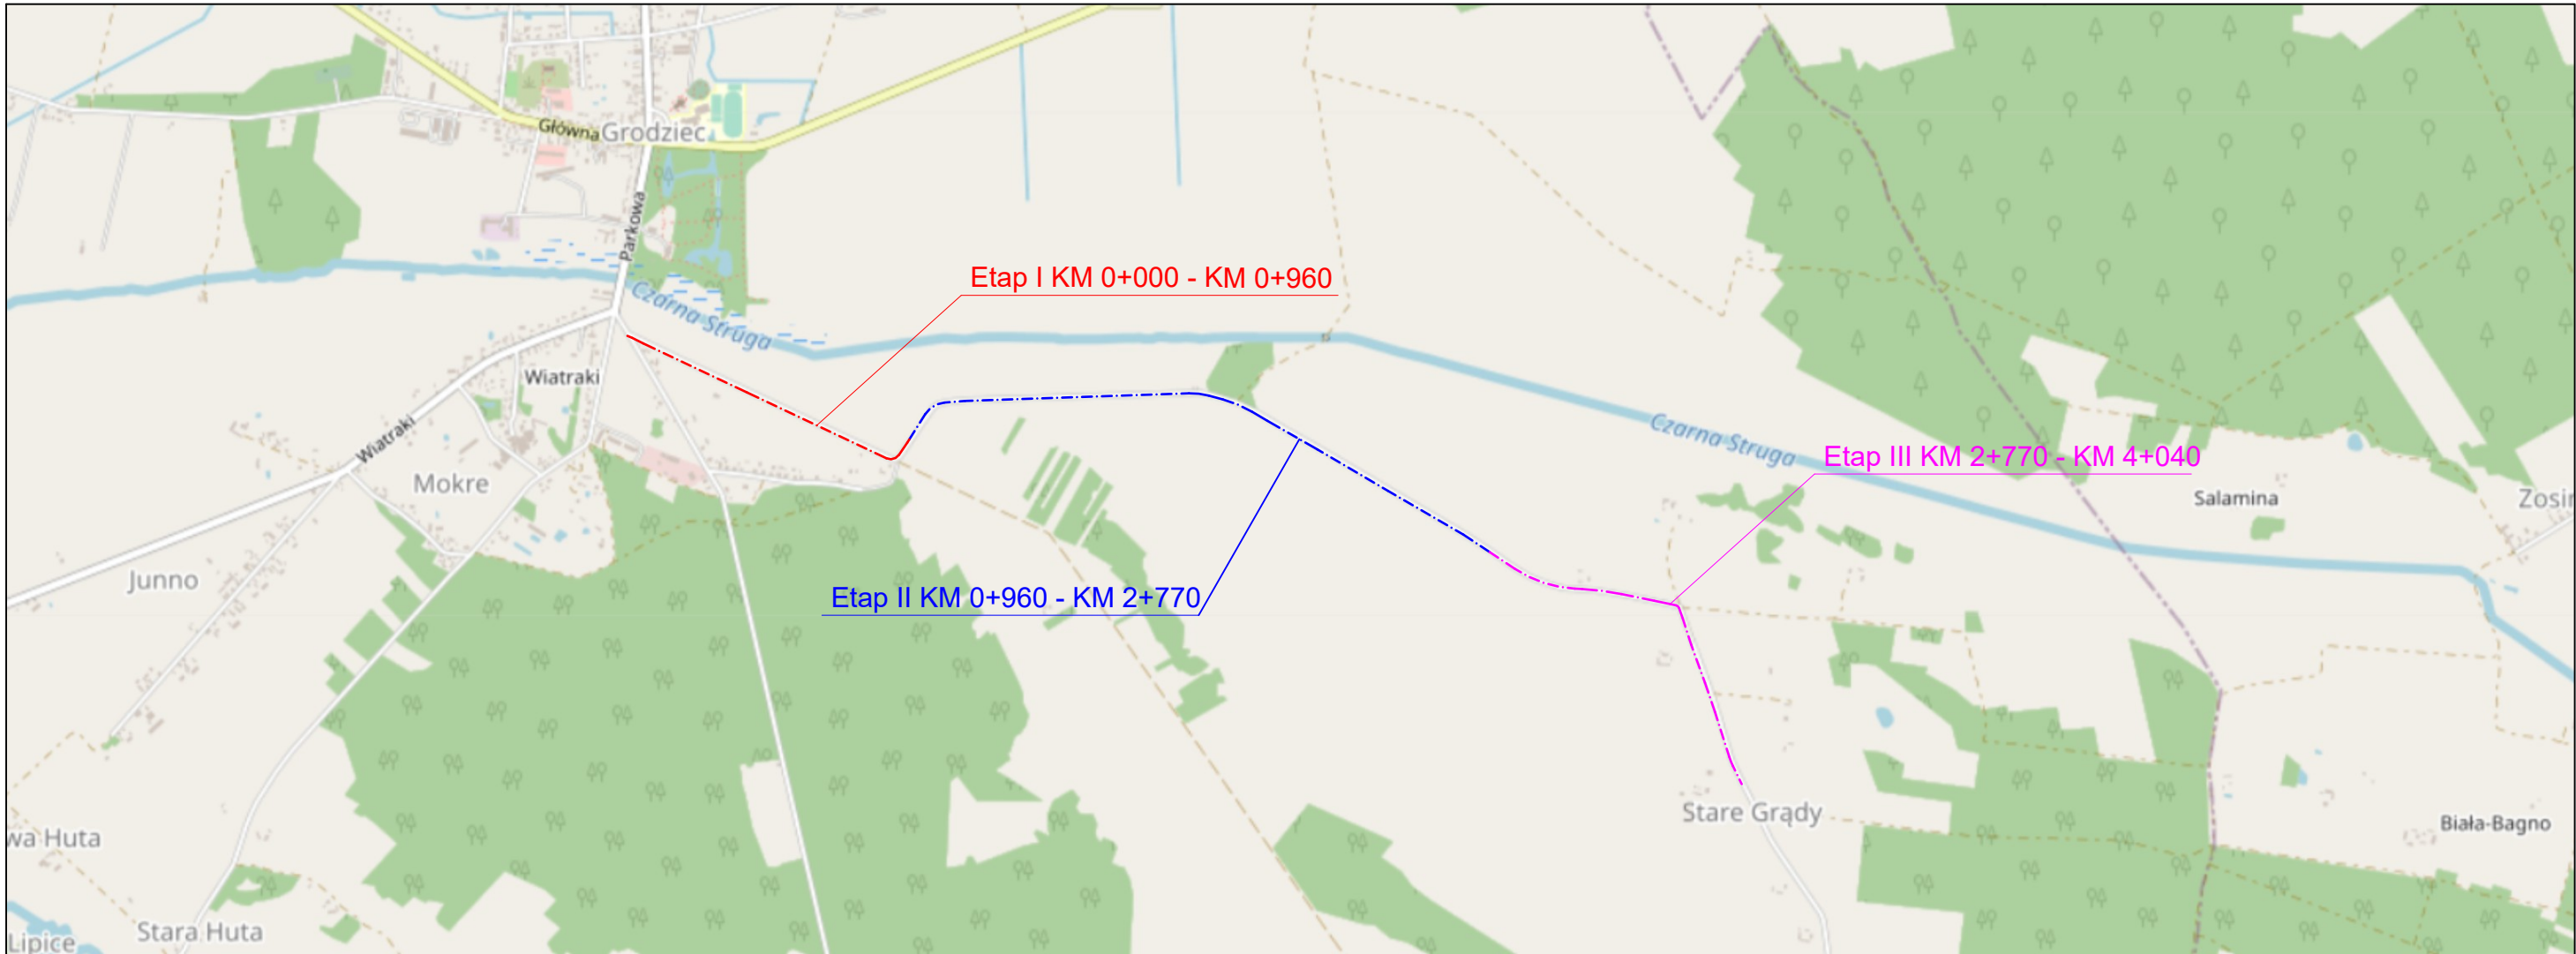 Główna
Grodziec
Parkowa
Etap I KM 0+000 - KM 0+960
Czarna Struga
Wiatraki
Wiatraki
Czarna Struga
Etap III KM 2+770 - KM 4+040
Mokre
Salamina
Zosin
Junno
Etap II KM 0+960 - KM 2+770
Stare Grądy
Biała-Bagno
wa Huta
Stara Huta
Lipice